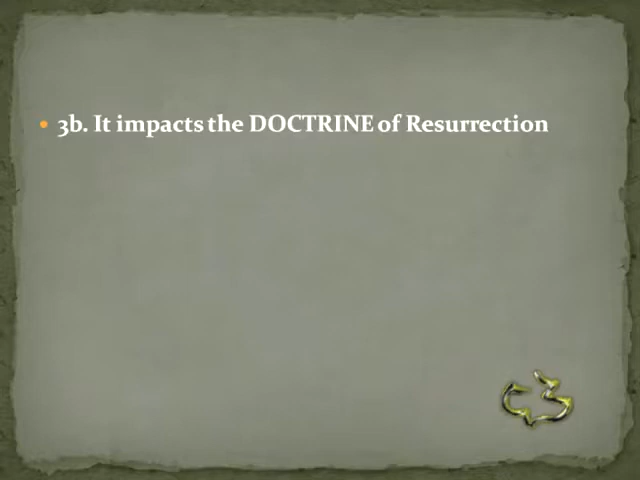 • 3b. It impacts the DOCTRINE of Resurrection